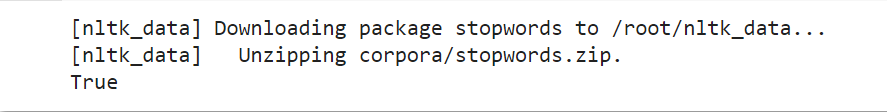 [nltk_data] Downloading package stopwords to /root/nltk_data...
[nltk_data]   Unzipping corpora/stopwords.zip.
True